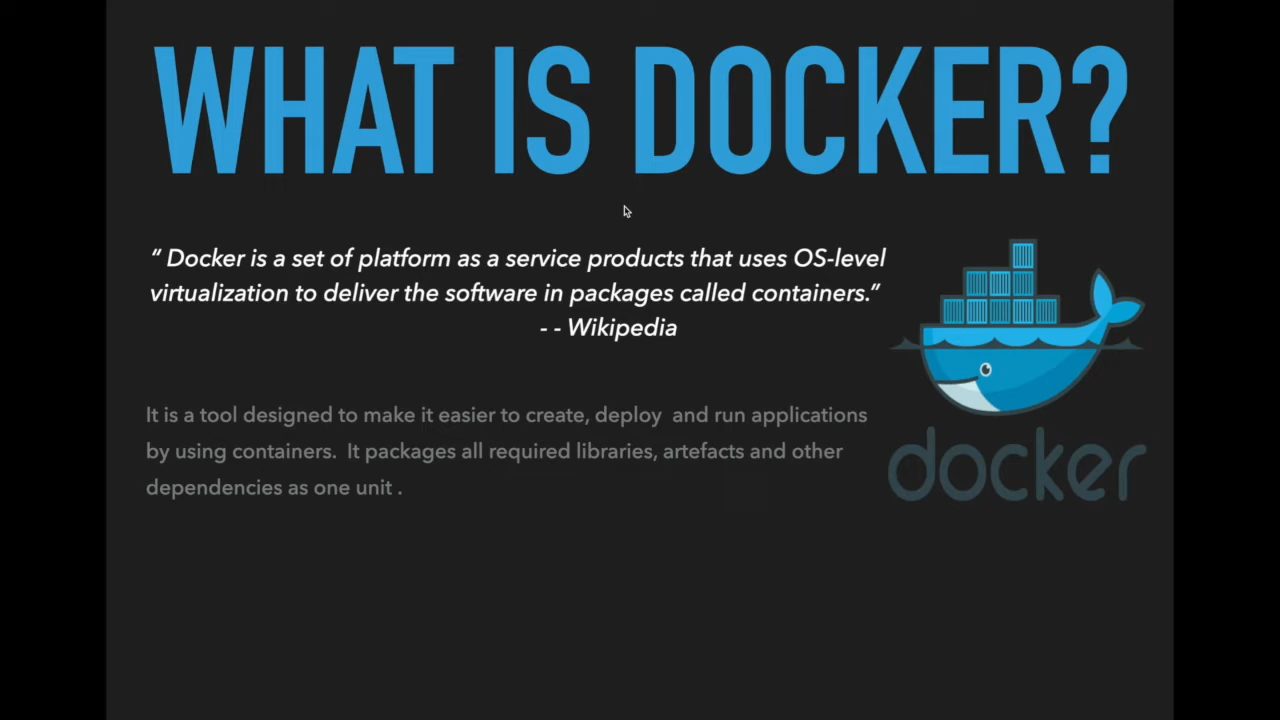 WHAT IS DOCKER?
“ Docker is a set of platform as a service products that uses OS-level
virtualization to deliver the software in packages called containers.”
- - Wikipedia
It is a tool designed to make it easier to create, deploy  and run applications
by using containers.  It packages all required libraries, artefacts and other
dependencies as one unit .
docker